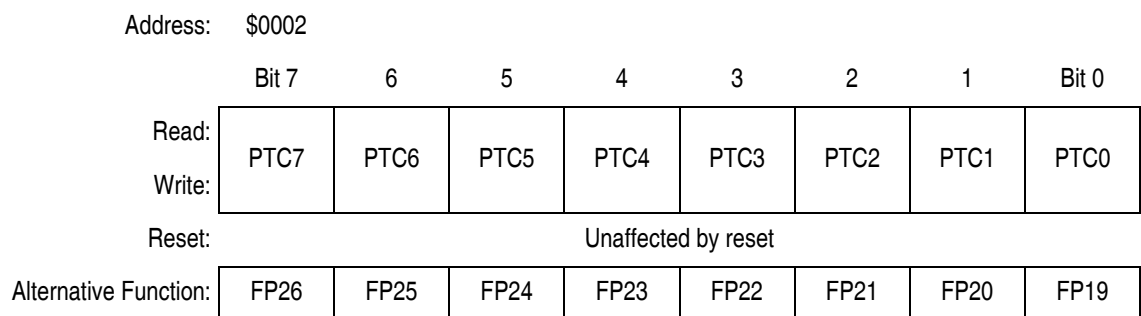 Address: $0002
Bit 7 6 5 4 3 2 1 Bit 0
Read:
PTC7 PTC6 PTC5 PTC4 PTC3 PTC2 PTC1 PTC0
Write:
Reset: Unaffected by reset
Alternative Function: FP26 FP25 FP24 FP23 FP22 FP21 FP20 FP19